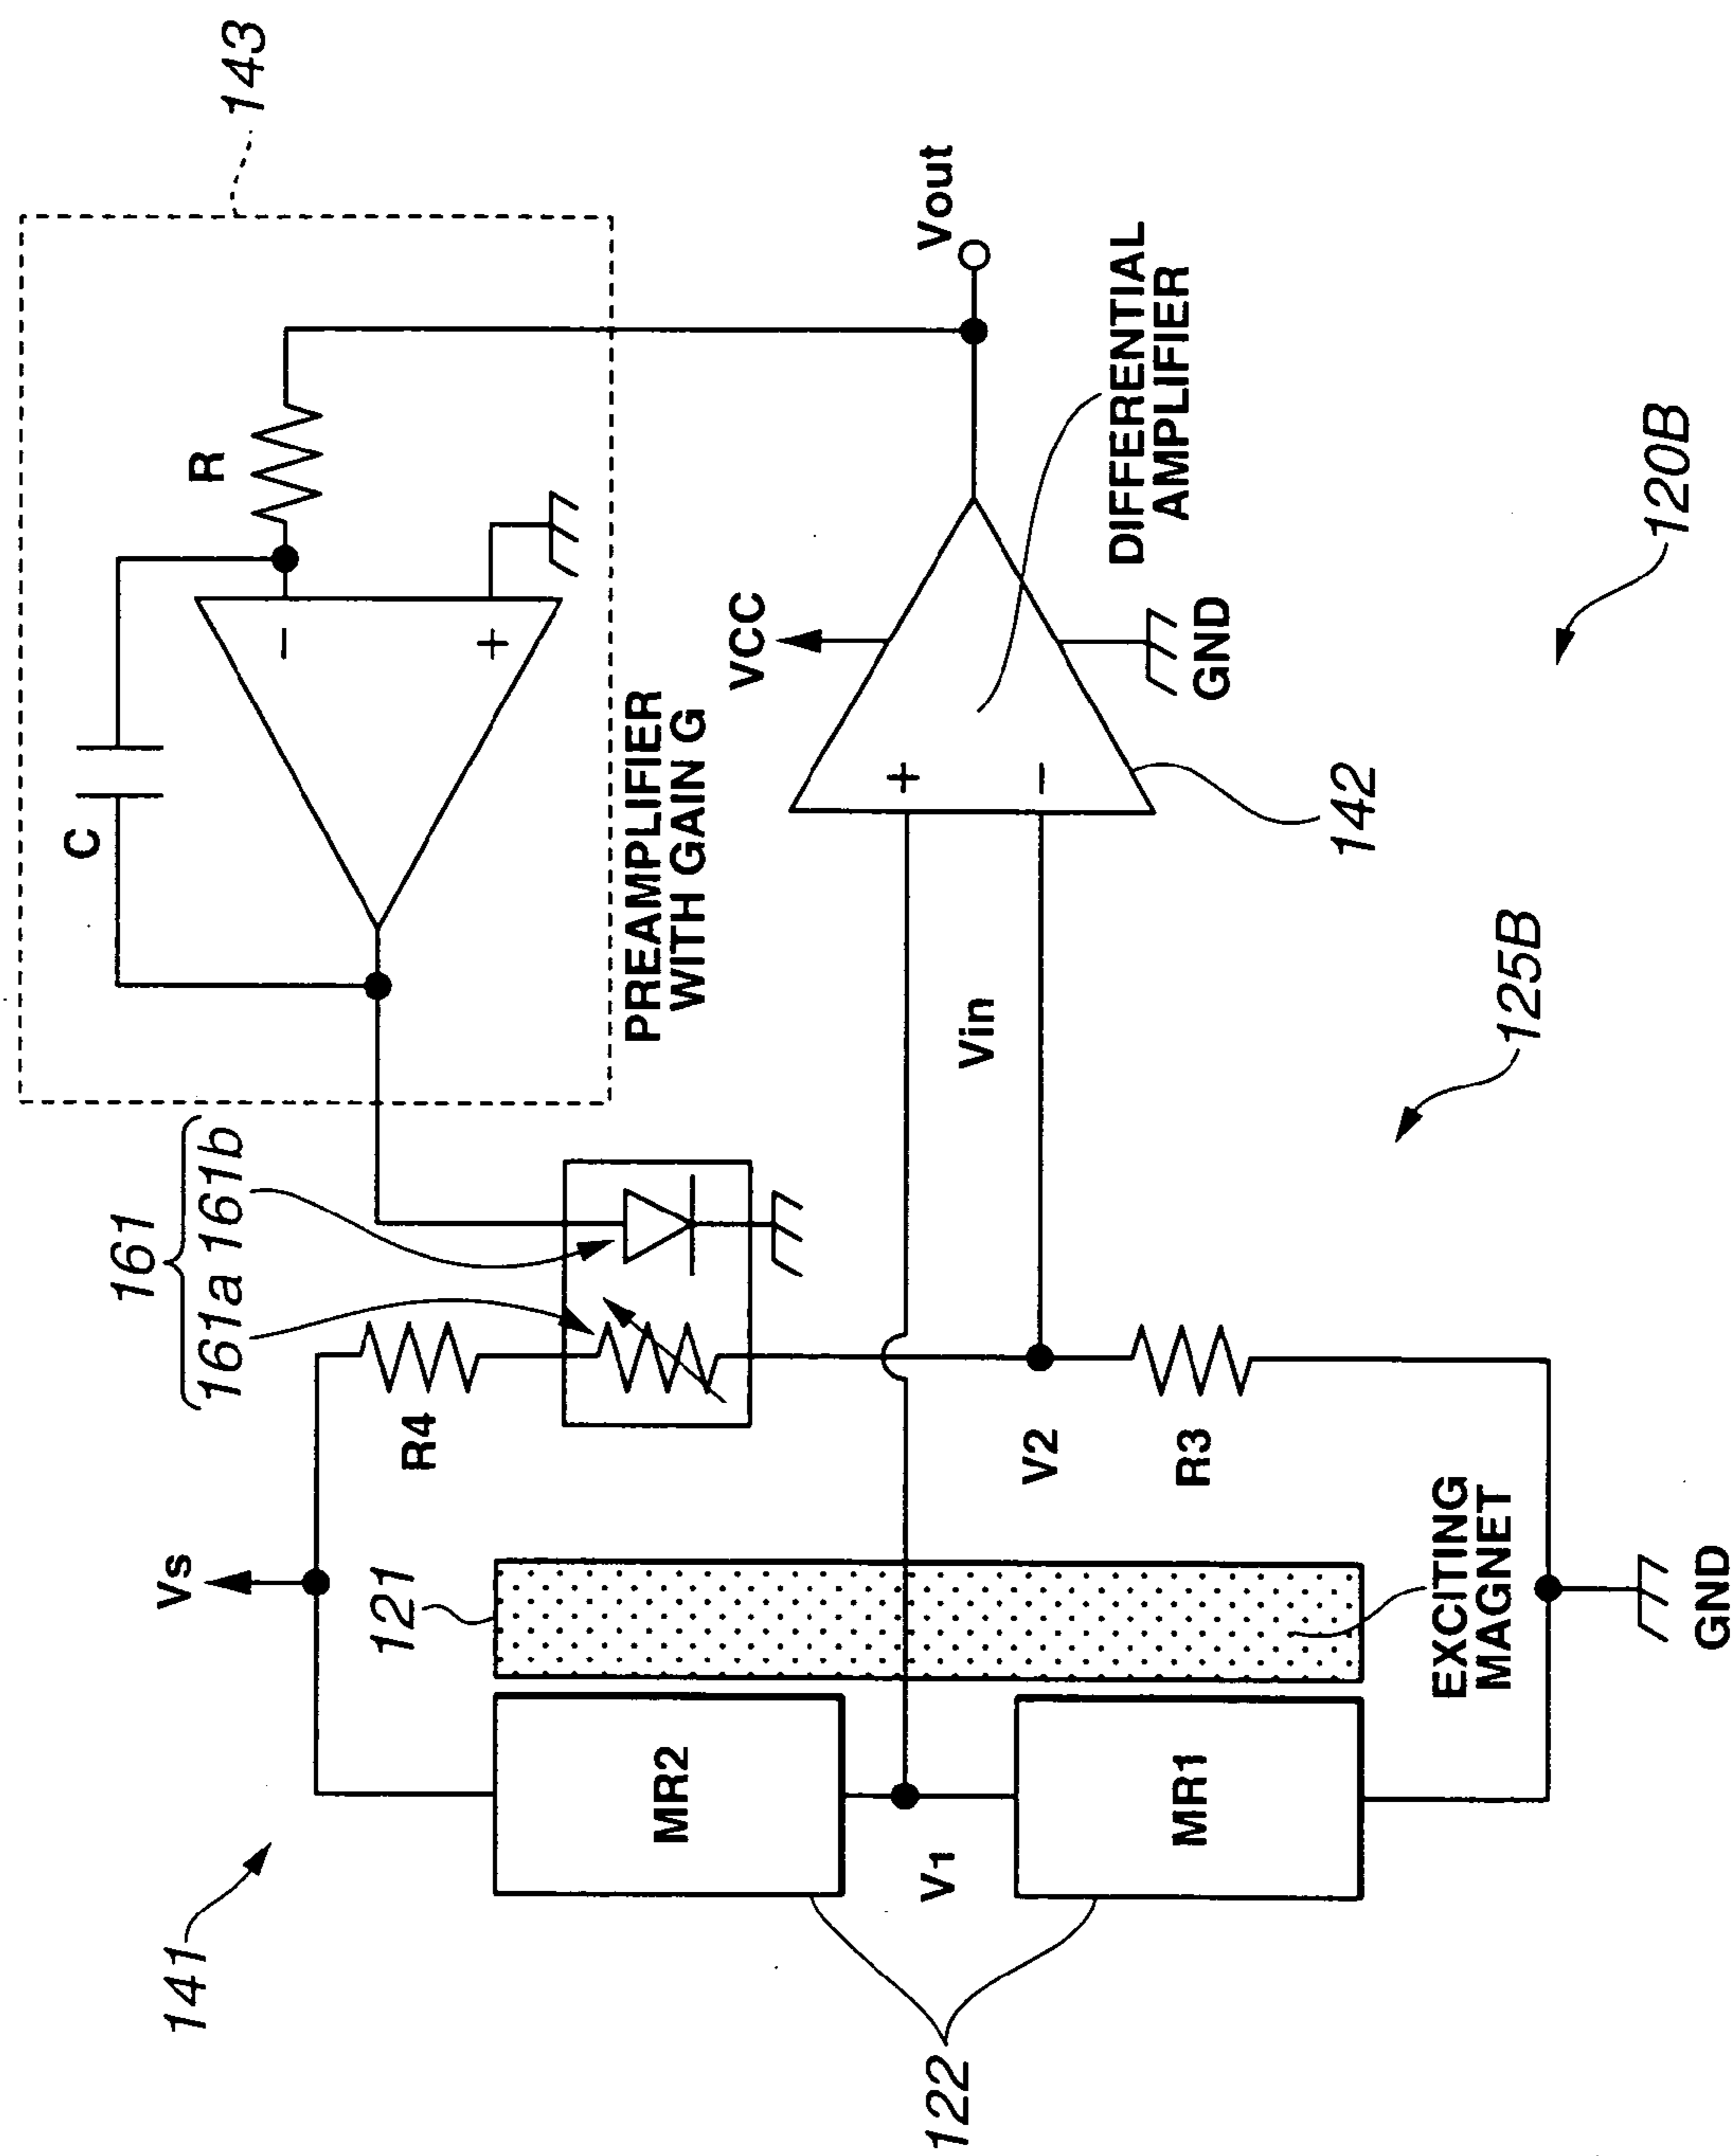 143
R
C
−
+
161
161a 161b
PREAMPLIFIER
WITH GAIN G
VCC
Vout
+
−
DIFFERENTIAL
AMPLIFIER
GND
142
120B
Vin
125B
141
Vs
R4
121
MR2
V1
MR1
122
V2
R3
EXCITING
MAGNET
GND